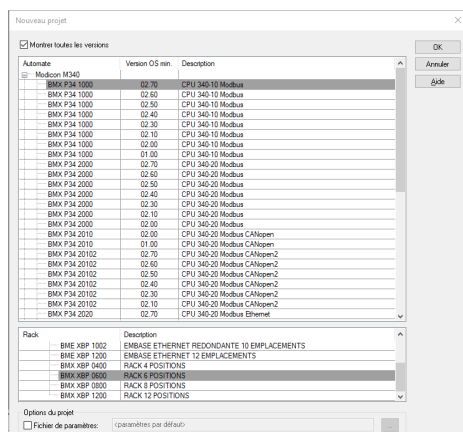 Nouveau projet
Montrer toutes les versions
OK
Annuler
Aide
Automate Version OS min. Description
Modicon M340
BMX P34 1000 02.70 CPU 340-10 Modbus
BMX P34 1000 02.60 CPU 340-10 Modbus
BMX P34 1000 02.50 CPU 340-10 Modbus
BMX P34 1000 02.40 CPU 340-10 Modbus
BMX P34 1000 02.30 CPU 340-10 Modbus
BMX P34 1000 02.10 CPU 340-10 Modbus
BMX P34 1000 02.00 CPU 340-10 Modbus
BMX P34 1000 01.00 CPU 340-10 Modbus
BMX P34 2000 02.70 CPU 340-20 Modbus
BMX P34 2000 02.60 CPU 340-20 Modbus
BMX P34 2000 02.50 CPU 340-20 Modbus
BMX P34 2000 02.40 CPU 340-20 Modbus
BMX P34 2000 02.30 CPU 340-20 Modbus
BMX P34 2000 02.10 CPU 340-20 Modbus
BMX P34 2000 02.00 CPU 340-20 Modbus
BMX P34 2010 02.00 CPU 340-20 Modbus CANopen
BMX P34 2010 01.00 CPU 340-20 Modbus CANopen
BMX P34 20102 02.70 CPU 340-20 Modbus CANopen2
BMX P34 20102 02.60 CPU 340-20 Modbus CANopen2
BMX P34 20102 02.50 CPU 340-20 Modbus CANopen2
BMX P34 20102 02.40 CPU 340-20 Modbus CANopen2
BMX P34 20102 02.30 CPU 340-20 Modbus CANopen2
BMX P34 20102 02.10 CPU 340-20 Modbus CANopen2
BMX P34 2020 02.70 CPU 340-20 Modbus Ethernet
Rack Description
BME XBP 1002 EMBASE ETHERNET REDONDANTE 10 EMPLACEMENTS
BME XBP 1200 EMBASE ETHERNET 12 EMPLACEMENTS
BMX XBP 0400 RACK 4 POSITIONS
BMX XBP 0600 RACK 6 POSITIONS
BMX XBP 0800 RACK 8 POSITIONS
BMX XBP 1200 RACK 12 POSITIONS
Options du projet
Fichier de paramètres: <paramètres par défaut> ...